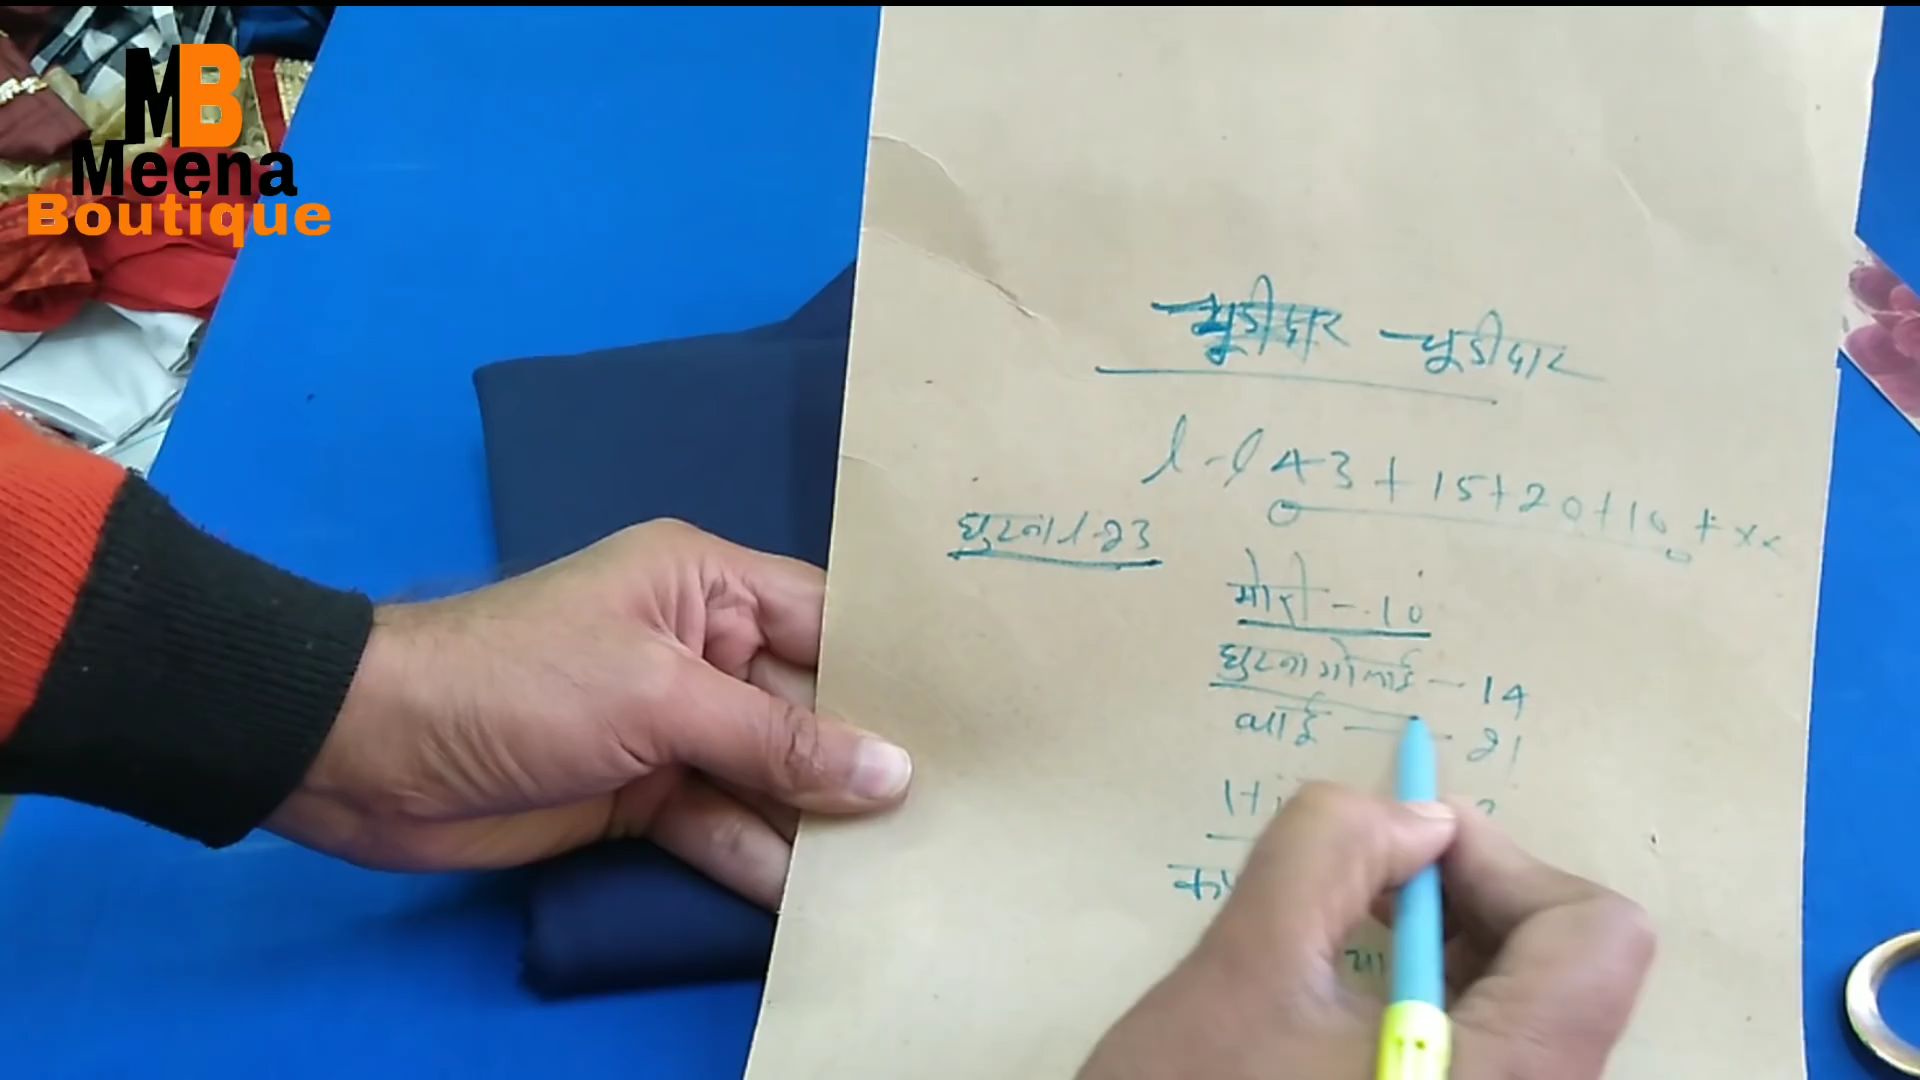 MB
Meena
Boutique
चूडीदार चूडीदार
l-l 43+15+20+10+xx
घुटना l-23
मोरी - 10
घुटना गोलाई - 14
- 21